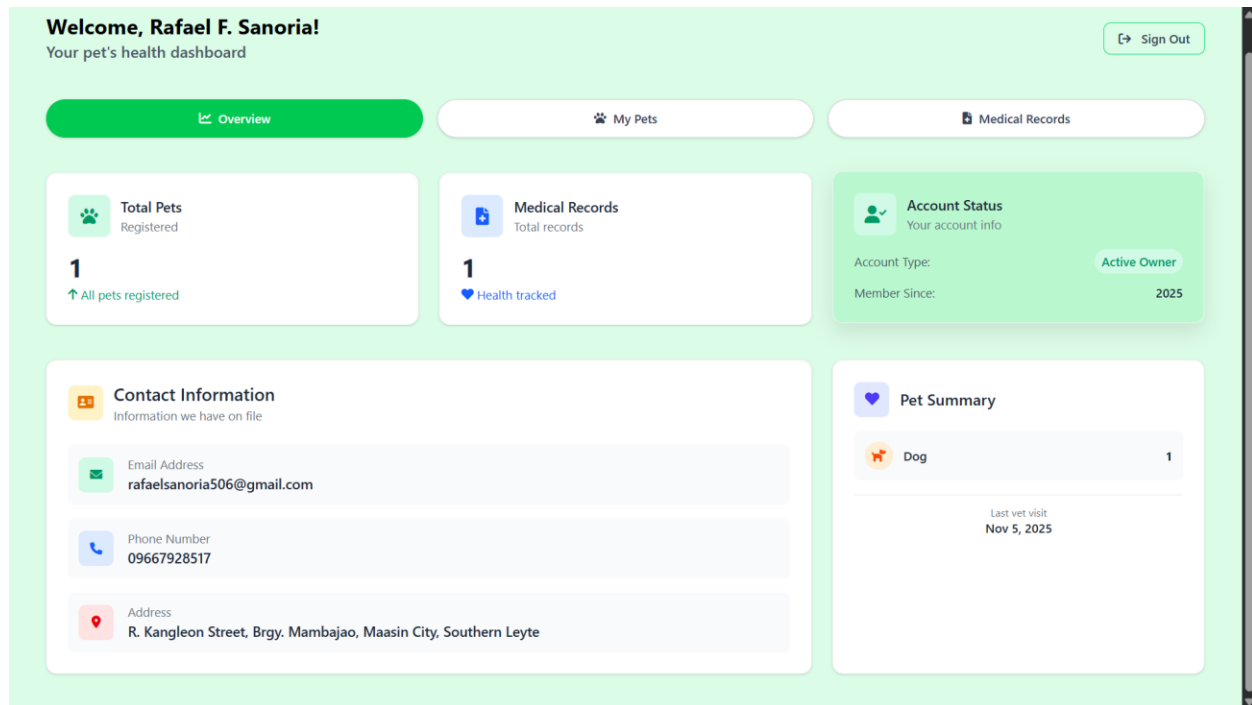 Welcome, Rafael F. Sanoria!
Your pet's health dashboard
Sign Out
Overview
My Pets
Medical Records
Total Pets
Registered
1
All pets registered
Medical Records
Total records
1
Health tracked
Account Status
Your account info
Account Type: Active Owner
Member Since: 2025
Contact Information
Information we have on file
Email Address
rafaelsanoria506@gmail.com
Phone Number
09667928517
Address
R. Kangleon Street, Brgy. Mambajao, Maasin City, Southern Leyte
Pet Summary
Dog 1
Last vet visit
Nov 5, 2025